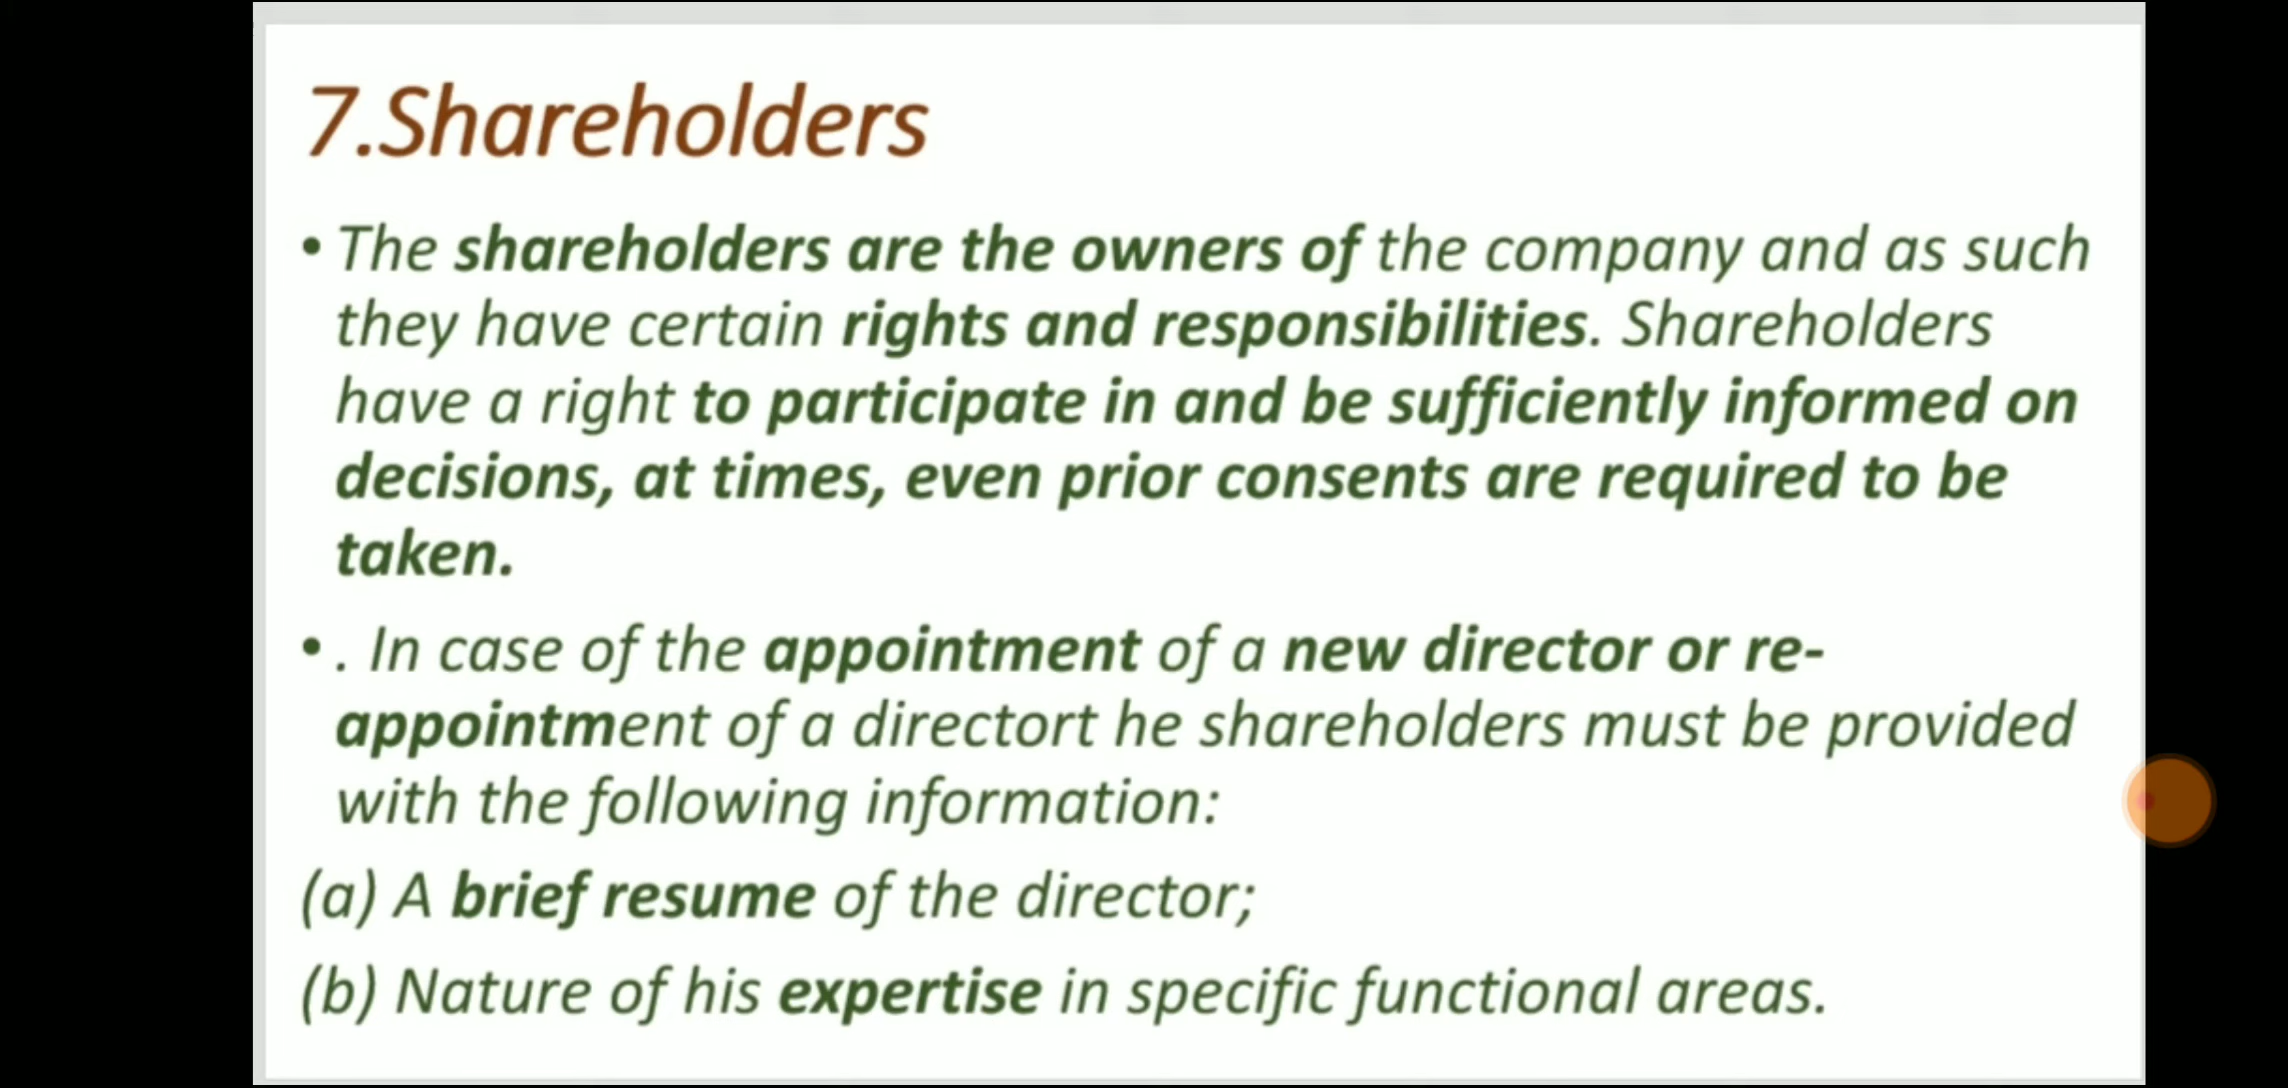 7.Shareholders
• The shareholders are the owners of the company and as such
they have certain rights and responsibilities. Shareholders
have a right to participate in and be sufficiently informed on
decisions, at times, even prior consents are required to be
taken.
• . In case of the appointment of a new director or re-
appointment of a directort he shareholders must be provided
with the following information:
(a) A brief resume of the director;
(b) Nature of his expertise in specific functional areas.